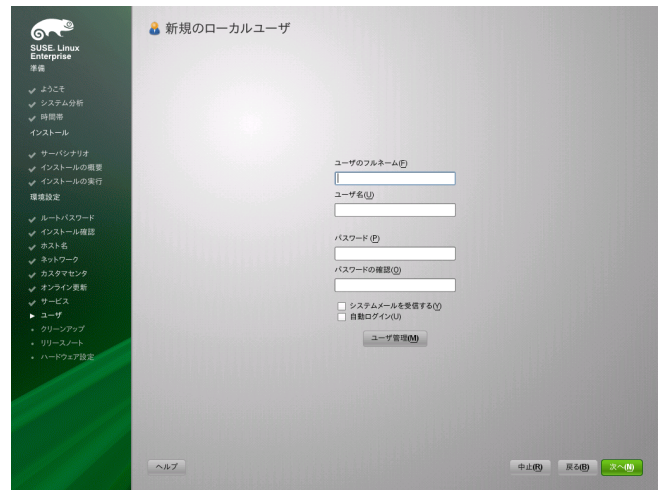 SUSE. Linux
Enterprise
準備
ようこそ
システム分析
時間帯
インストール
サーバシナリオ
インストールの概要
インストールの実行
環境設定
ルートパスワード
インストール確認
ホスト名
ネットワーク
カスタマセンタ
オンライン更新
サービス
ユーザ
クリーンアップ
リリースノート
ハードウェア設定
新規のローカルユーザ
ユーザのフルネーム(F)
ユーザ名(U)
パスワード (P)
パスワードの確認(O)
システムメールを受信する(Y)
自動ログイン(U)
ユーザ管理(M)
ヘルプ
中止(R)
戻る(B)
次へ(N)